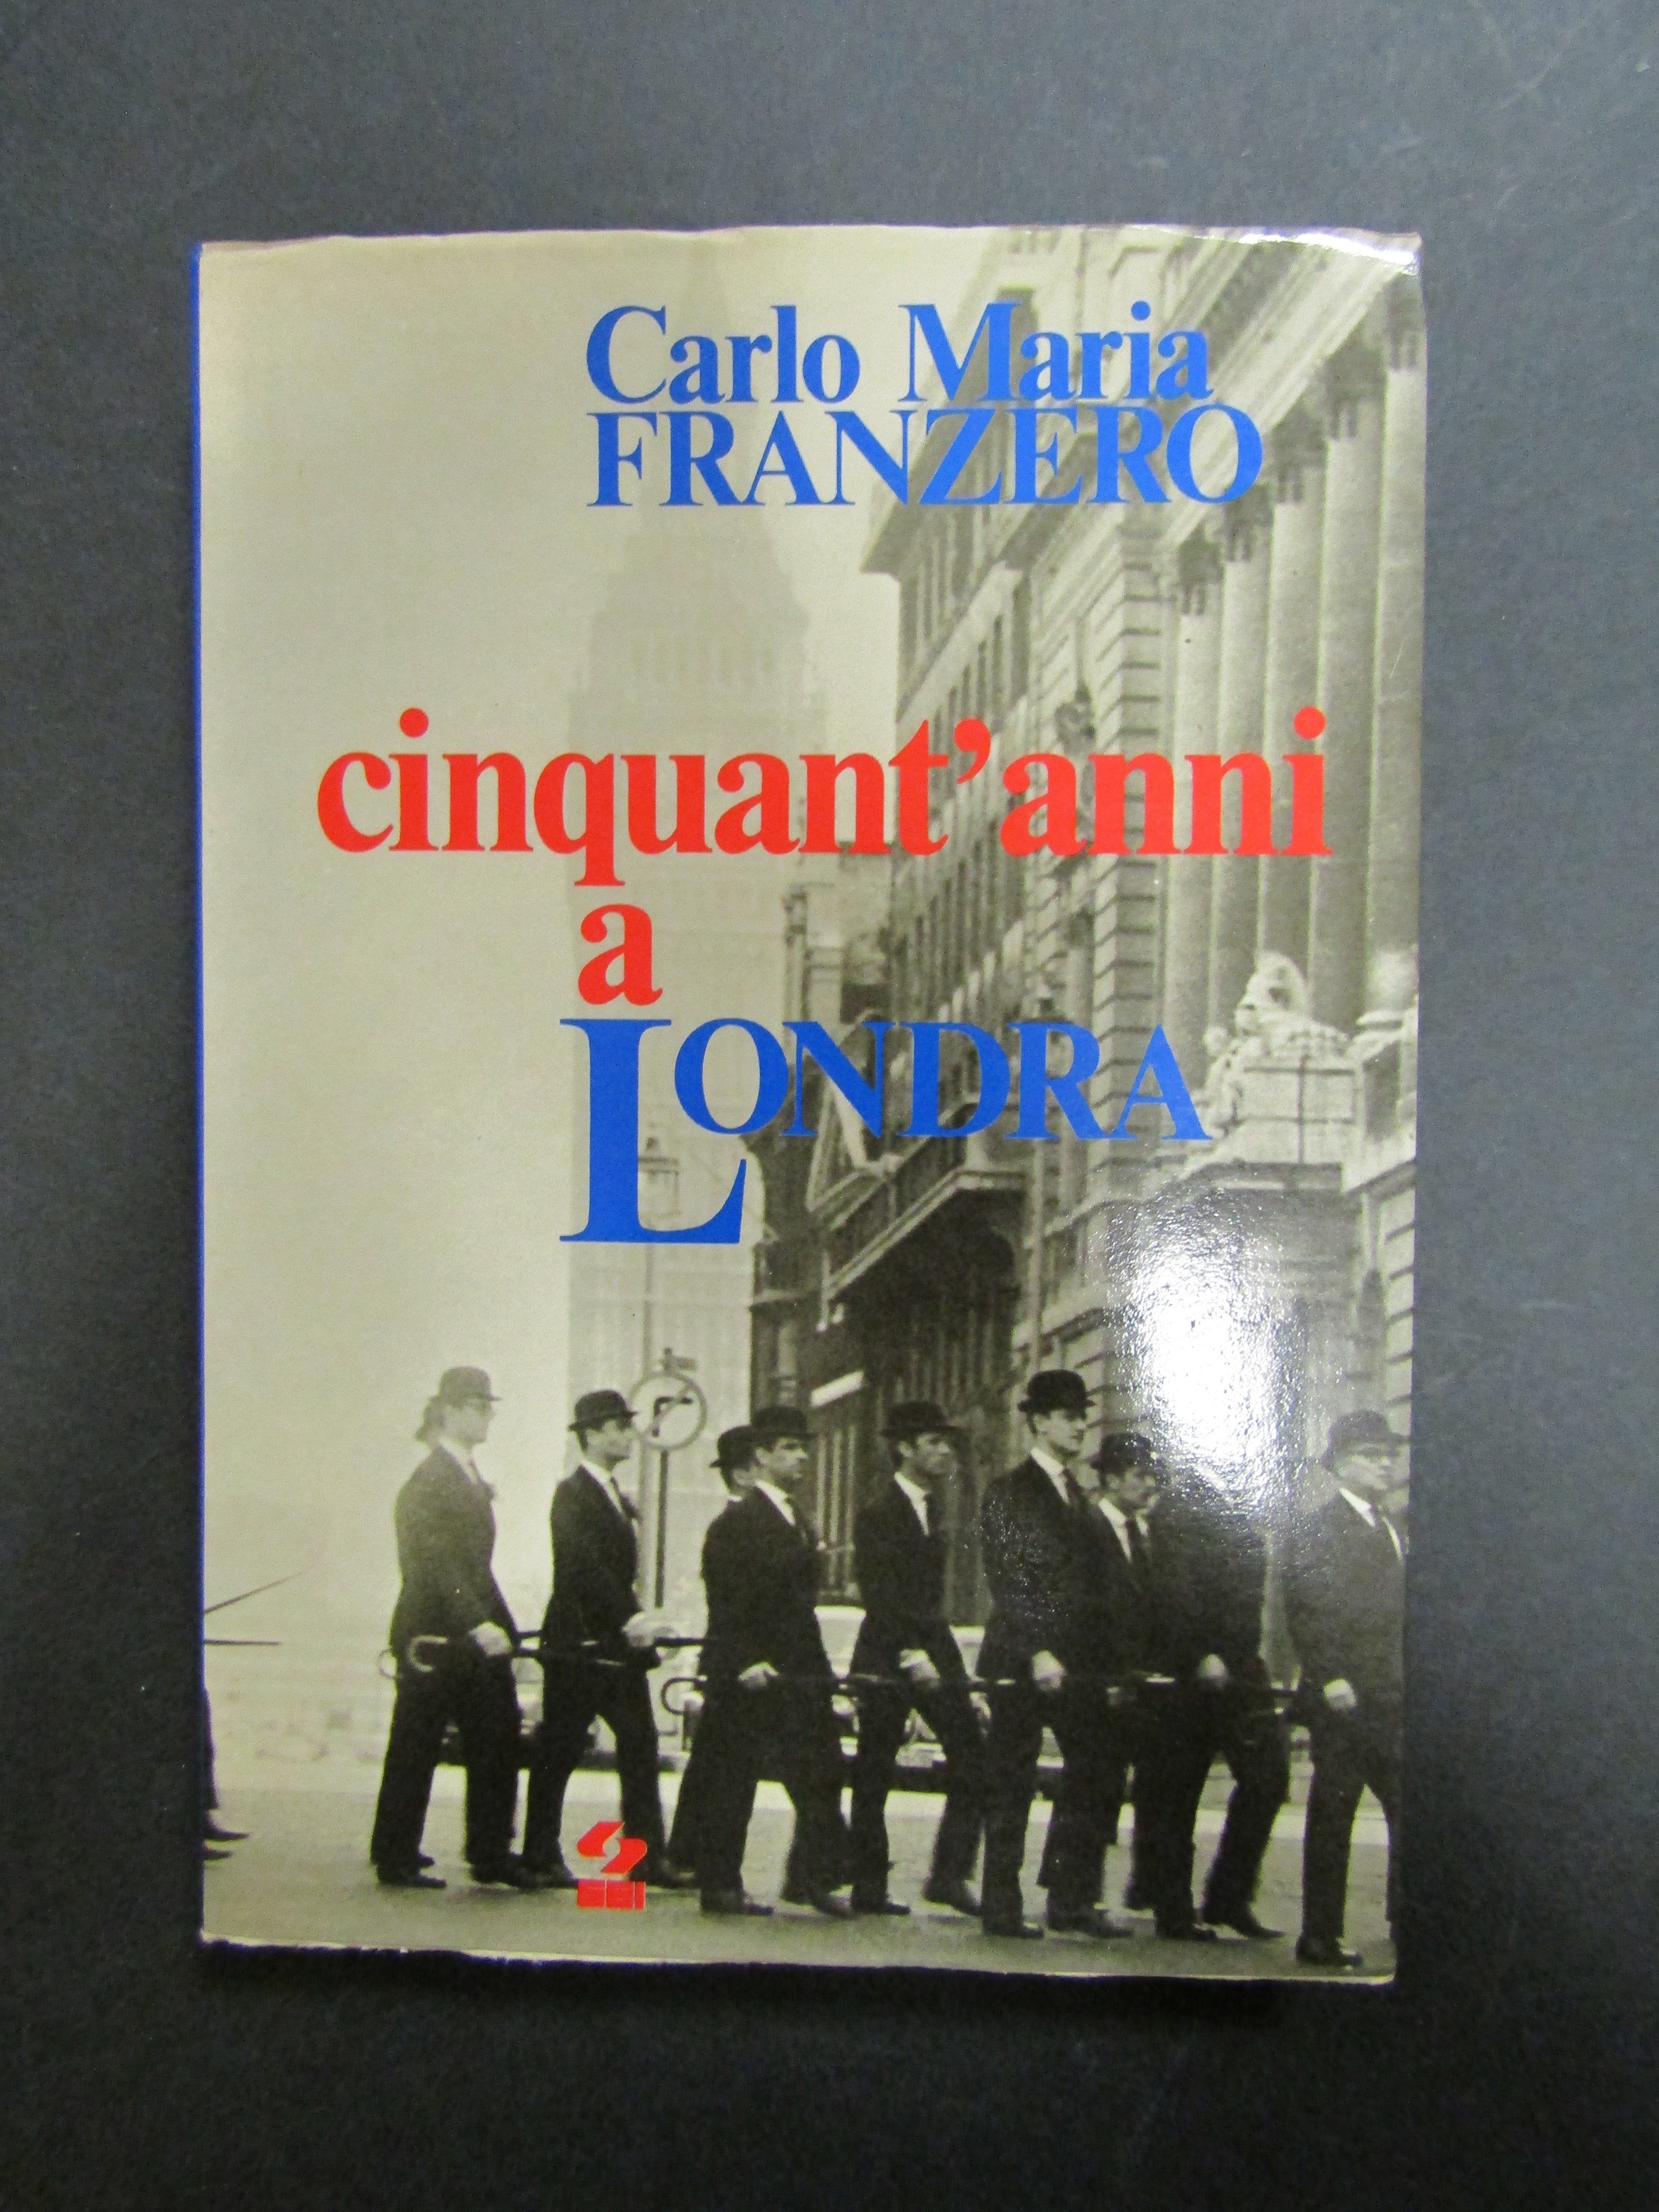 Carlo Maria
FRANZERO
cinquant'anni
a
LONDRA